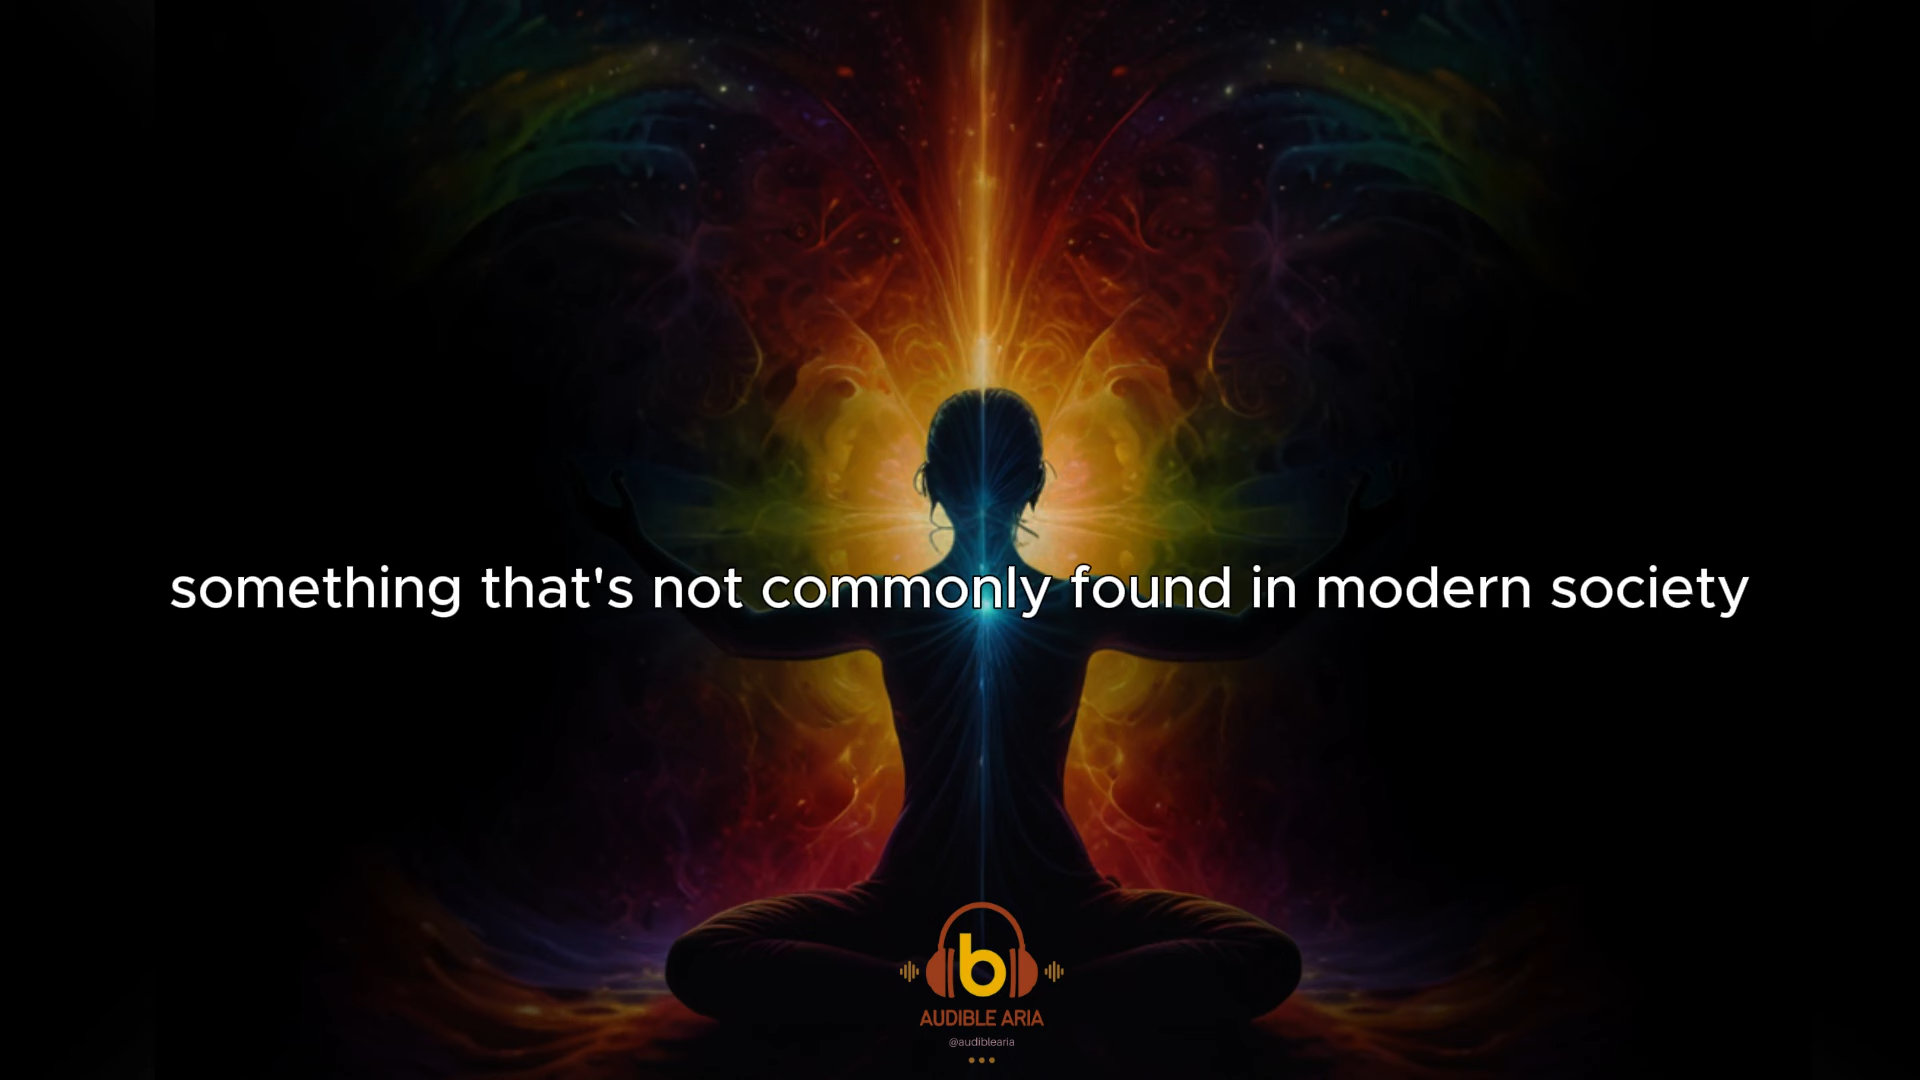 something that's not commonly found in modern society
b
AUDIBLE ARIA
@audiblearia